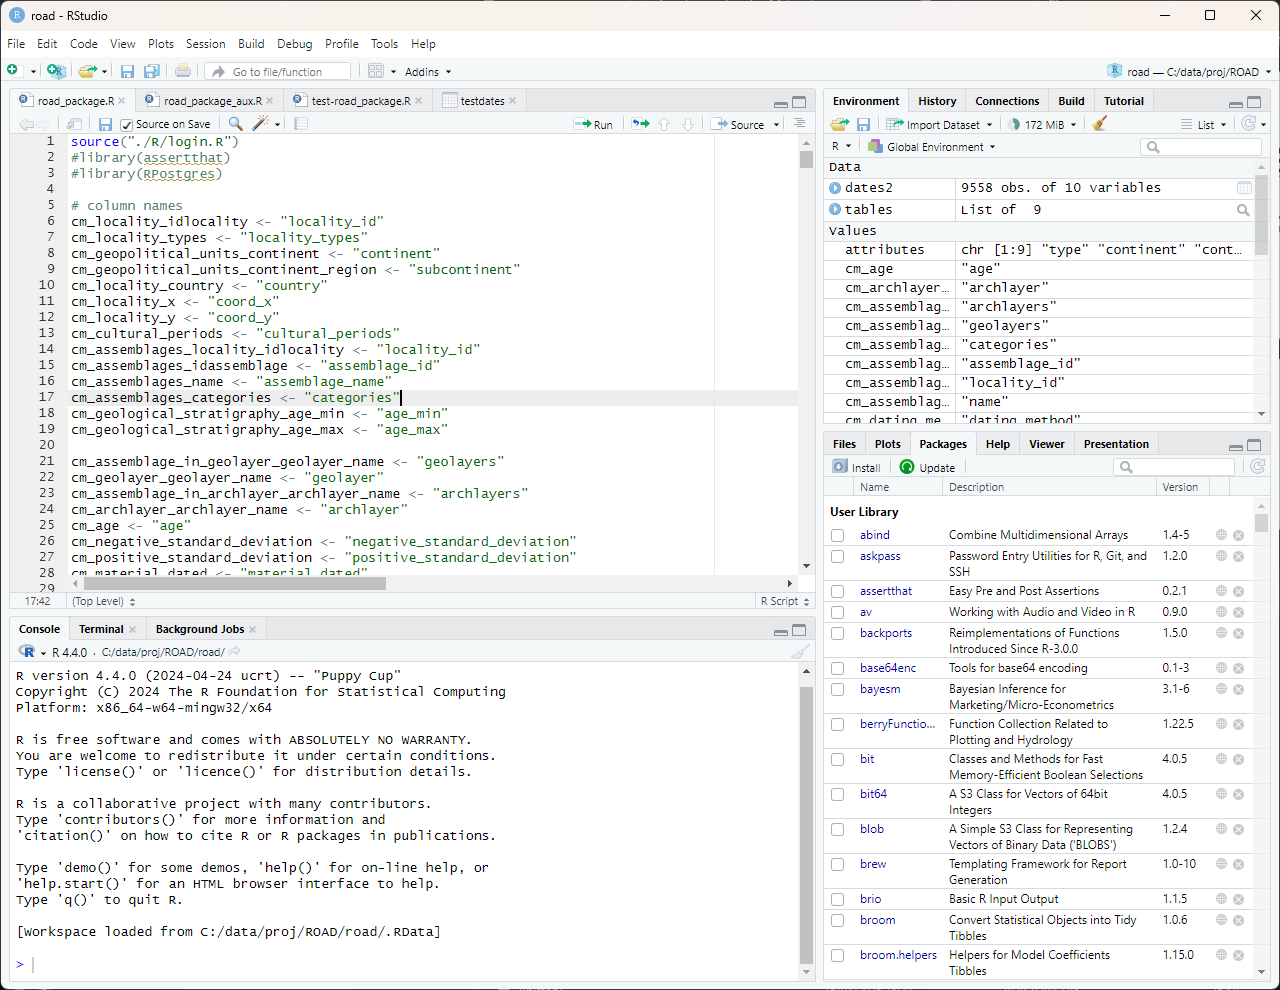 road - RStudio
File Edit Code View Plots Session Build Debug Profile Tools Help
Go to file/function Addins road — C:/data/proj/ROAD
road_package.R road_package_aux.R test-road_package.R testdates
Source on Save Run Source
1 source("./R/login.R")
2 #library(assertthat)
3 #library(RPostgres)
4
5 # column names
6 cm_locality_idlocality <- "locality_id"
7 cm_locality_types <- "locality_types"
8 cm_geopolitical_units_continent <- "continent"
9 cm_geopolitical_units_continent_region <- "subcontinent"
10 cm_locality_country <- "country"
11 cm_locality_x <- "coord_x"
12 cm_locality_y <- "coord_y"
13 cm_cultural_periods <- "cultural_periods"
14 cm_assemblages_locality_idlocality <- "locality_id"
15 cm_assemblages_idassemblage <- "assemblage_id"
16 cm_assemblages_name <- "assemblage_name"
17 cm_assemblages_categories <- "categories"
18 cm_geological_stratigraphy_age_min <- "age_min"
19 cm_geological_stratigraphy_age_max <- "age_max"
20
21 cm_assemblage_in_geolayer_geolayer_name <- "geolayers"
22 cm_geolayer_geolayer_name <- "geolayer"
23 cm_assemblage_in_archlayer_archlayer_name <- "archlayers"
24 cm_archlayer_archlayer_name <- "archlayer"
25 cm_age <- "age"
26 cm_negative_standard_deviation <- "negative_standard_deviation"
27 cm_positive_standard_deviation <- "positive_standard_deviation"
28 cm_material_dated <- "material_dated"
29
17:42 (Top Level) R Script
Console Terminal Background Jobs
R 4.4.0 · C:/data/proj/ROAD/road/
R version 4.4.0 (2024-04-24 ucrt) -- "Puppy Cup"
Copyright (C) 2024 The R Foundation for Statistical Computing
Platform: x86_64-w64-mingw32/x64
R is free software and comes with ABSOLUTELY NO WARRANTY.
You are welcome to redistribute it under certain conditions.
Type 'license()' or 'licence()' for distribution details.
R is a collaborative project with many contributors.
Type 'contributors()' for more information and
'citation()' on how to cite R or R packages in publications.
Type 'demo()' for some demos, 'help()' for on-line help, or
'help.start()' for an HTML browser interface to help.
Type 'q()' to quit R.
[Workspace loaded from C:/data/proj/ROAD/road/.RData]
>
Environment History Connections Build Tutorial
Import Dataset 172 MiB List
R Global Environment
Data
dates2 9558 obs. of 10 variables
tables List of 9
Values
attributes chr [1:9] "type" "continent" "cont…
cm_age "age"
cm_archlayer… "archlayer"
cm_assemblag… "archlayers"
cm_assemblag… "geolayers"
cm_assemblag… "categories"
cm_assemblag… "assemblage_id"
cm_assemblag… "locality_id"
cm_assemblag… "name"
cm_dating_me… "dating_method"
Files Plots Packages Help Viewer Presentation
Install Update
Name Description Version
User Library
abind Combine Multidimensional Arrays 1.4-5
askpass Password Entry Utilities for R, Git, and 1.2.0
SSH
assertthat Easy Pre and Post Assertions 0.2.1
av Working with Audio and Video in R 0.9.0
backports Reimplementations of Functions 1.5.0
Introduced Since R-3.0.0
base64enc Tools for base64 encoding 0.1-3
bayesm Bayesian Inference for 3.1-6
Marketing/Micro-Econometrics
berryFunctio… Function Collection Related to 1.22.5
Plotting and Hydrology
bit Classes and Methods for Fast 4.0.5
Memory-Efficient Boolean Selections
bit64 A S3 Class for Vectors of 64bit 4.0.5
Integers
blob A Simple S3 Class for Representing 1.2.4
Vectors of Binary Data ('BLOBS')
brew Templating Framework for Report 1.0-10
Generation
brio Basic R Input Output 1.1.5
broom Convert Statistical Objects into Tidy 1.0.6
Tibbles
broom.helpers Helpers for Model Coefficients 1.15.0
Tibbles